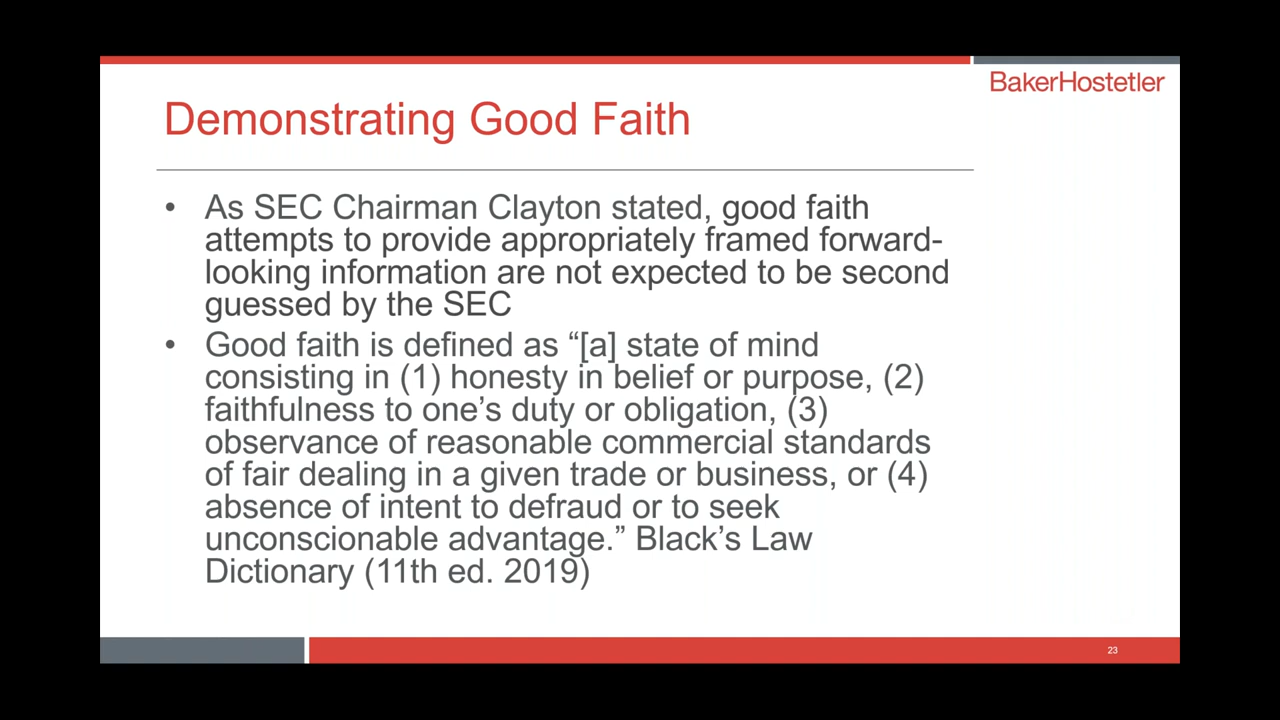 BakerHostetler
Demonstrating Good Faith
• As SEC Chairman Clayton stated, good faith
attempts to provide appropriately framed forward-
looking information are not expected to be second
guessed by the SEC
• Good faith is defined as “[a] state of mind
consisting in (1) honesty in belief or purpose, (2)
faithfulness to one’s duty or obligation, (3)
observance of reasonable commercial standards
of fair dealing in a given trade or business, or (4)
absence of intent to defraud or to seek
unconscionable advantage.” Black’s Law
Dictionary (11th ed. 2019)
23